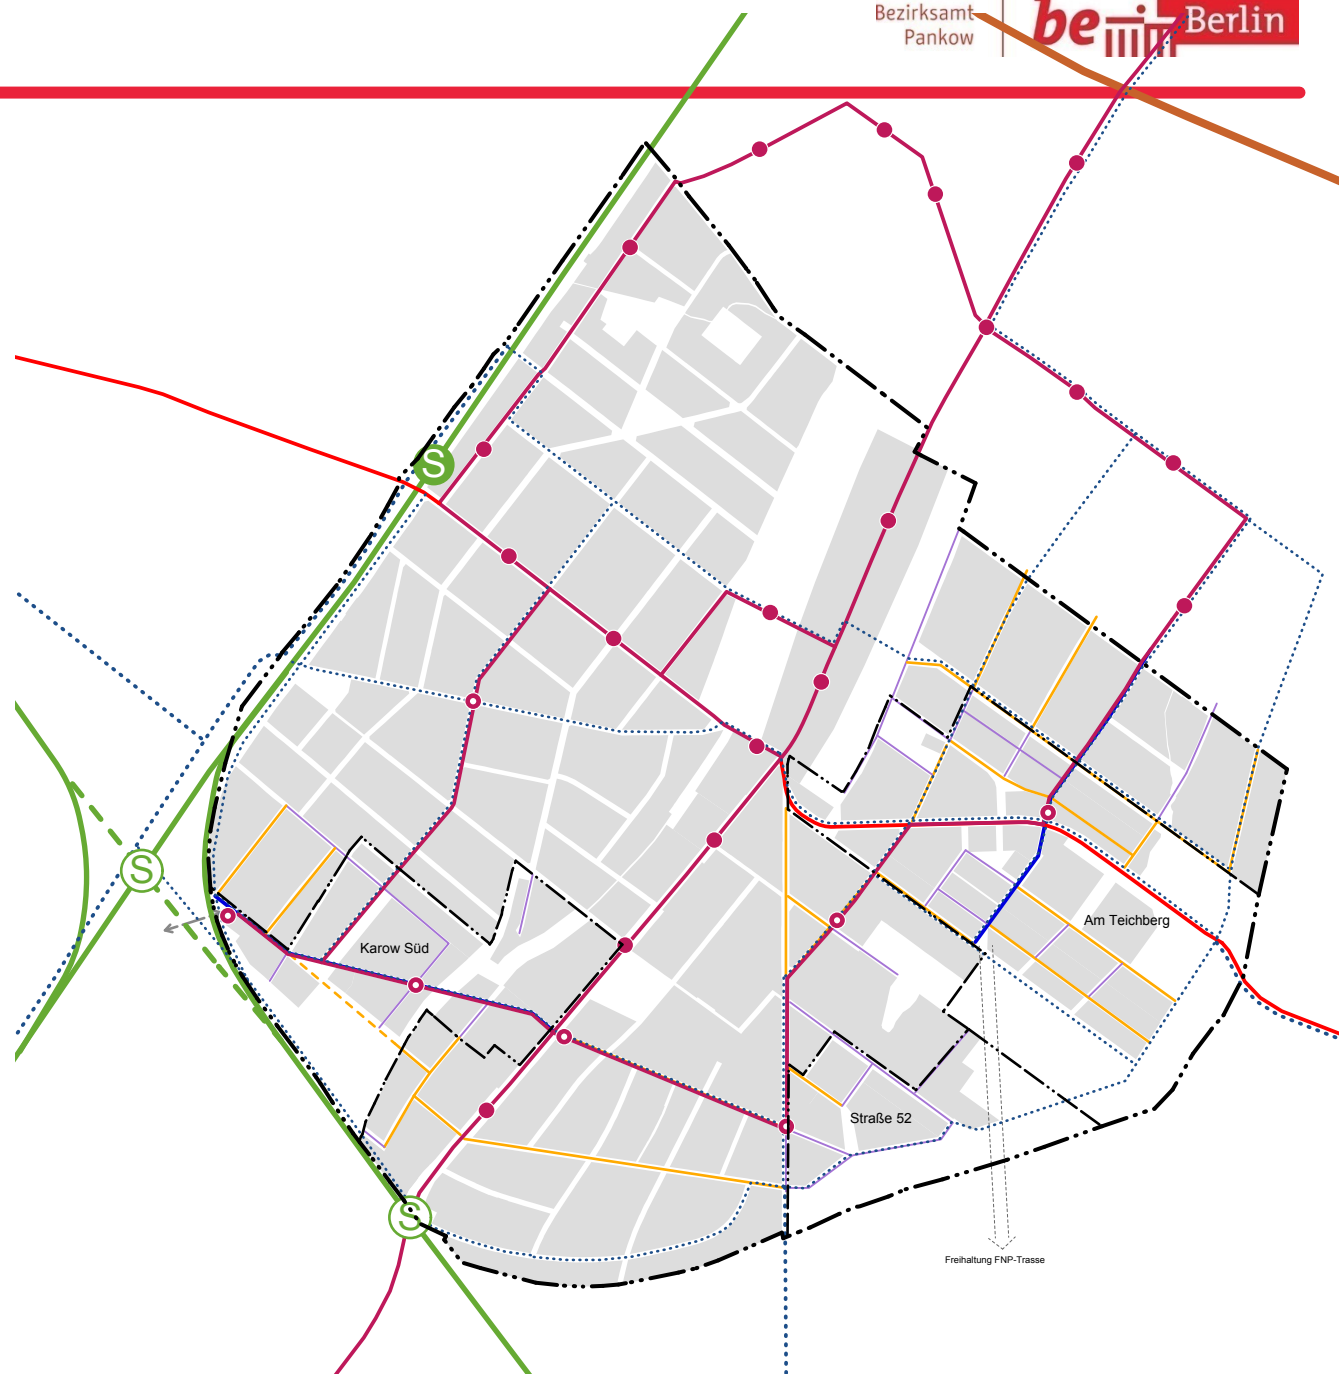 Bezirksamt
Pankow
be Berlin
S
S
Karow Süd
Am Teichberg
Straße 52
S
Freihaltung FNP-Trasse